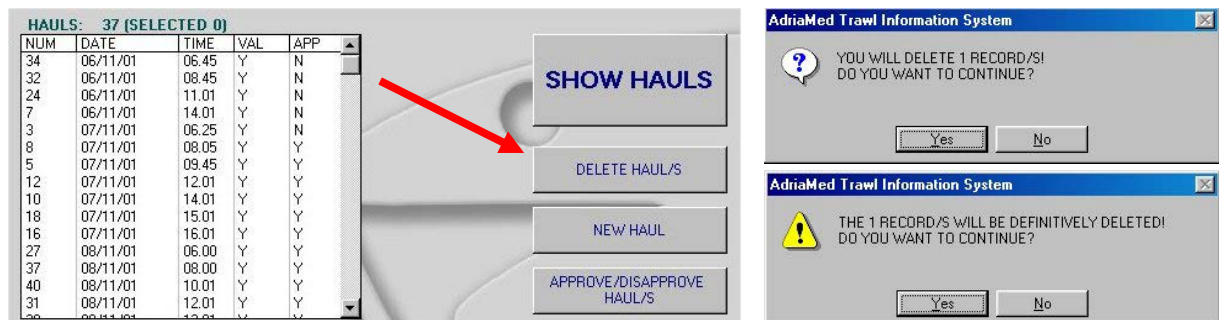 HAULS: 37 (SELECTED 0)
NUM DATE TIME VAL APP
34 06/11/01 06.45 Y N
32 06/11/01 08.45 Y N
24 06/11/01 11.01 Y N
7 06/11/01 14.01 Y N
3 07/11/01 06.25 Y N
8 07/11/01 08.05 Y Y
5 07/11/01 09.45 Y Y
12 07/11/01 12.01 Y Y
10 07/11/01 14.01 Y Y
18 07/11/01 15.01 Y Y
16 07/11/01 16.01 Y Y
27 08/11/01 06.00 Y Y
37 08/11/01 08.00 Y Y
40 08/11/01 10.01 Y Y
31 08/11/01 12.01 Y Y
SHOW HAULS
DELETE HAUL/S
NEW HAUL
APPROVE/DISAPPROVE
HAUL/S
AdriaMed Trawl Information System
YOU WILL DELETE 1 RECORD/S!
DO YOU WANT TO CONTINUE?
Yes No
AdriaMed Trawl Information System
THE 1 RECORD/S WILL BE DEFINITIVELY DELETED!
DO YOU WANT TO CONTINUE?
Yes No